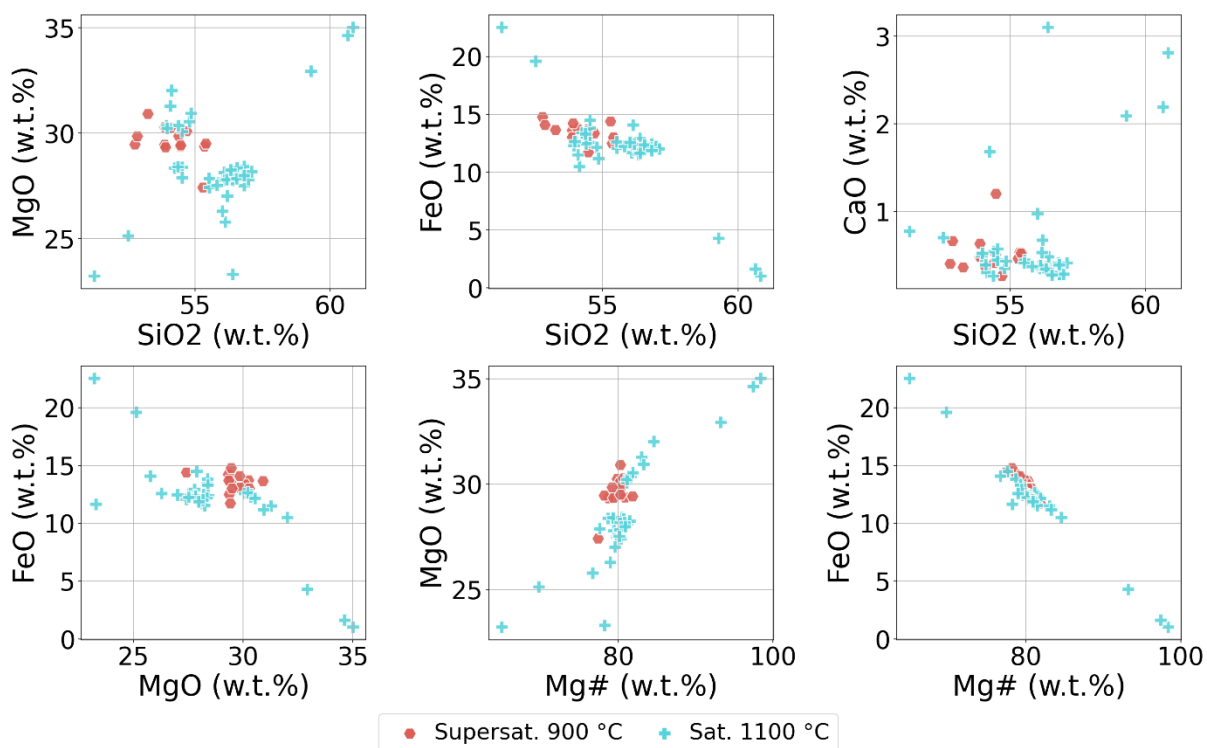 35
30
25
MgO (w.t.%)
55
60
SiO2 (w.t.%)
20
15
10
5
0
FeO (w.t.%)
55
60
SiO2 (w.t.%)
3
2
1
CaO (w.t.%)
55
60
SiO2 (w.t.%)
20
15
10
5
0
FeO (w.t.%)
25
30
35
MgO (w.t.%)
35
30
25
MgO (w.t.%)
80
100
Mg# (w.t.%)
20
15
10
5
0
FeO (w.t.%)
80
100
Mg# (w.t.%)
Supersat. 900 °C
Sat. 1100 °C